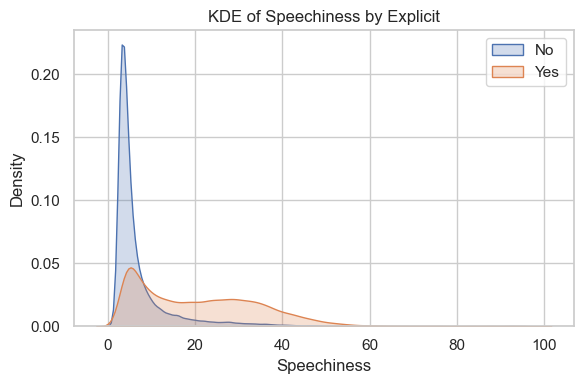 KDE of Speechiness by Explicit
No
Yes
Density
0.20
0.15
0.10
0.05
0.00
0 20 40 60 80 100
Speechiness